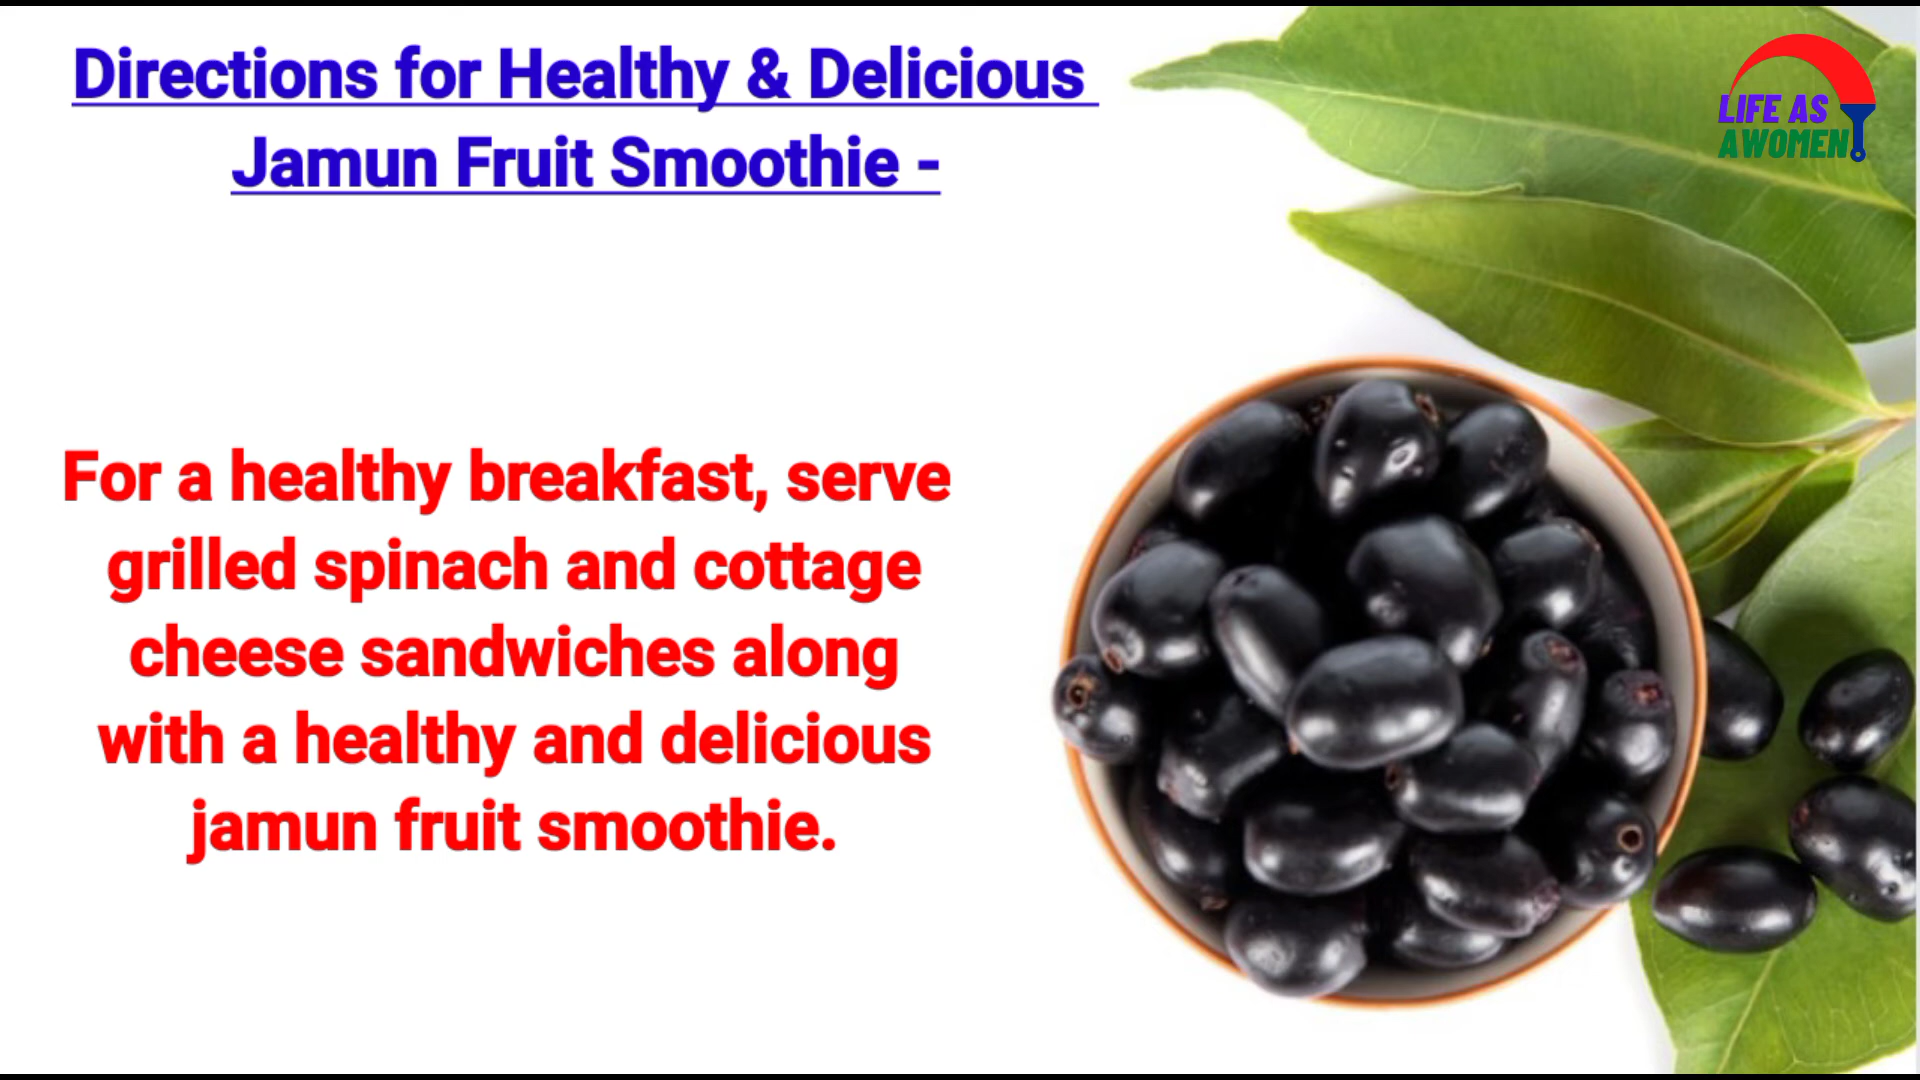 Directions for Healthy & Delicious
Jamun Fruit Smoothie -
LIFE AS
AWOMEN
For a healthy breakfast, serve
grilled spinach and cottage
cheese sandwiches along
with a healthy and delicious
jamun fruit smoothie.